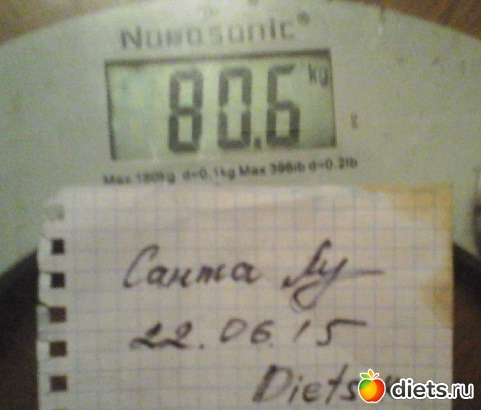 Nowasonic®
80.6 kg
Max 180kg d=0.1kg Max 396lb d=0.2lb
Санта Лу
22.06.15
Diets.
diets.ru